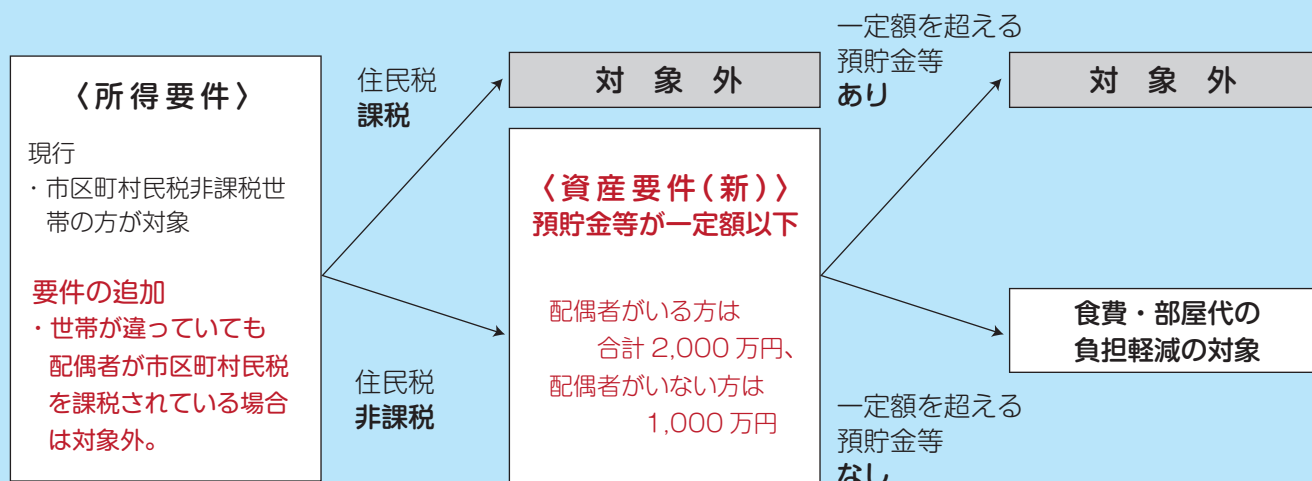 〈所得要件〉
現行
・市区町村民税非課税世
帯の方が対象
要件の追加
・世帯が違っていても
配偶者が市区町村民税
を課税されている場合
は対象外。
住民税
課税
住民税
非課税
対象外
〈資産要件(新)〉
預貯金等が一定額以下
配偶者がいる方は
合計 2,000 万円、
配偶者がいない方は
1,000 万円
一定額を超える
預貯金等
あり
一定額を超える
預貯金等
なし
対象外
食費・部屋代の
負担軽減の対象